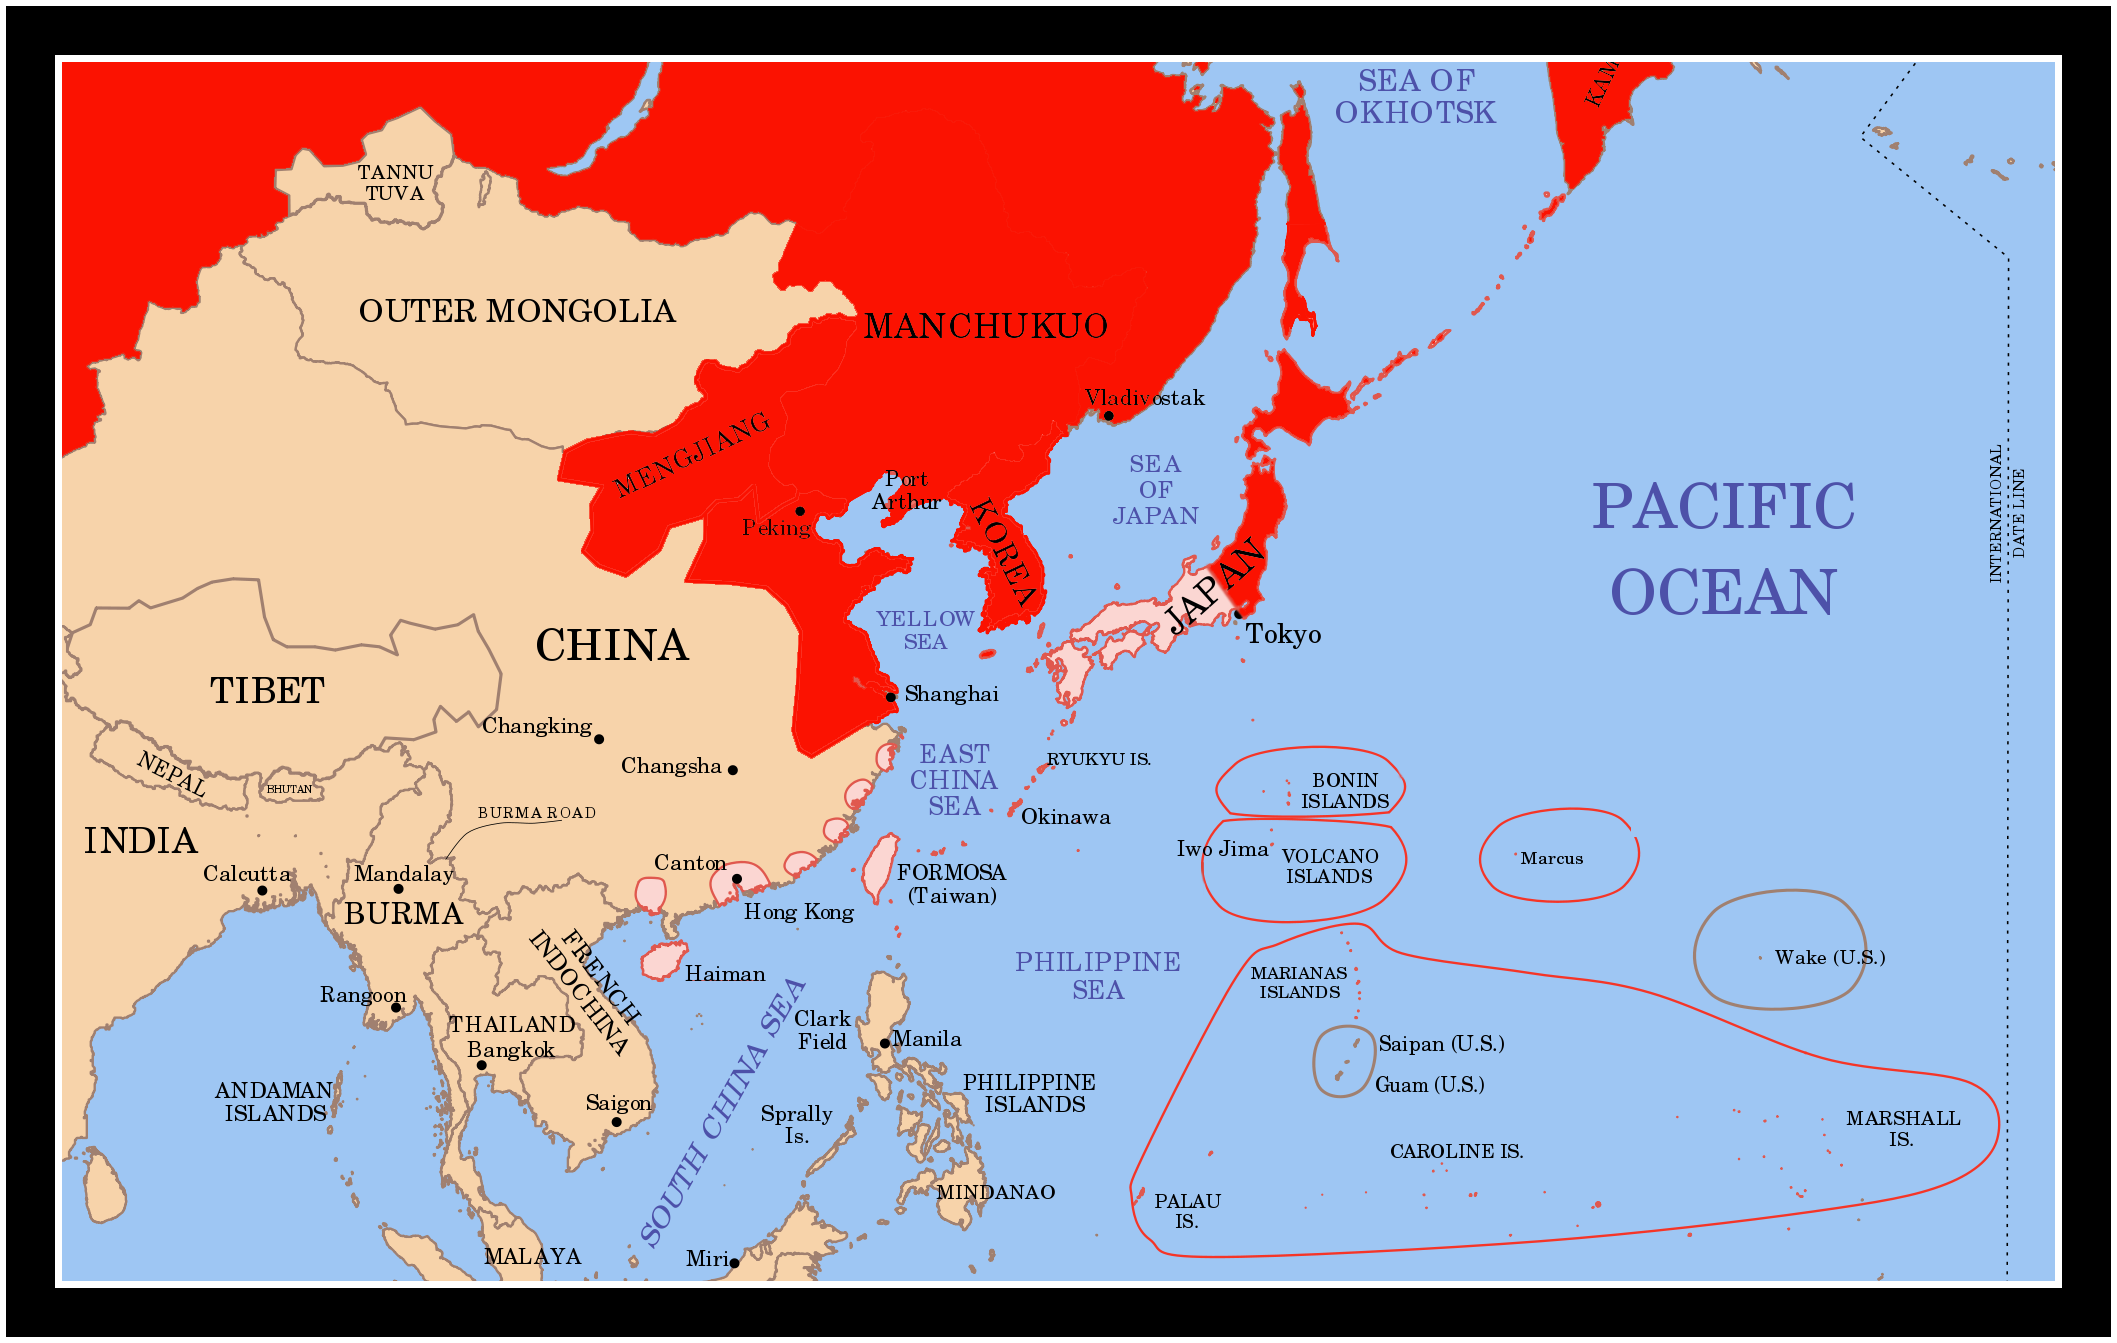 SEA OF
OKHOTSK
KAM
TANNU
TUVA
OUTER MONGOLIA
MANCHUKUO
Vladivostak
MENGJIANG
Port
Arthur
Peking
KOREA
SEA
OF
JAPAN
JAPAN
Tokyo
PACIFIC
OCEAN
INTERNATIONAL
DATE LINE
YELLOW
SEA
CHINA
TIBET
Shanghai
Changking
Changsha
NEPAL
BHUTAN
BURMA ROAD
EAST
CHINA
SEA
RYUKYU IS.
Okinawa
BONIN
ISLANDS
Iwo Jima
VOLCANO
ISLANDS
Marcus
INDIA
Calcutta
Mandalay
BURMA
Canton
Hong Kong
FORMOSA
(Taiwan)
FRENCH
INDOCHINA
Haiman
PHILIPPINE
SEA
MARIANAS
ISLANDS
Wake (U.S.)
Rangoon
THAILAND
Bangkok
SOUTH CHINA SEA
Clark
Field
Manila
Saipan (U.S.)
Guam (U.S.)
ANDAMAN
ISLANDS
Saigon
Sprally
Is.
PHILIPPINE
ISLANDS
MARSHALL
IS.
CAROLINE IS.
MINDANAO
PALAU
IS.
MALAYA
Miri